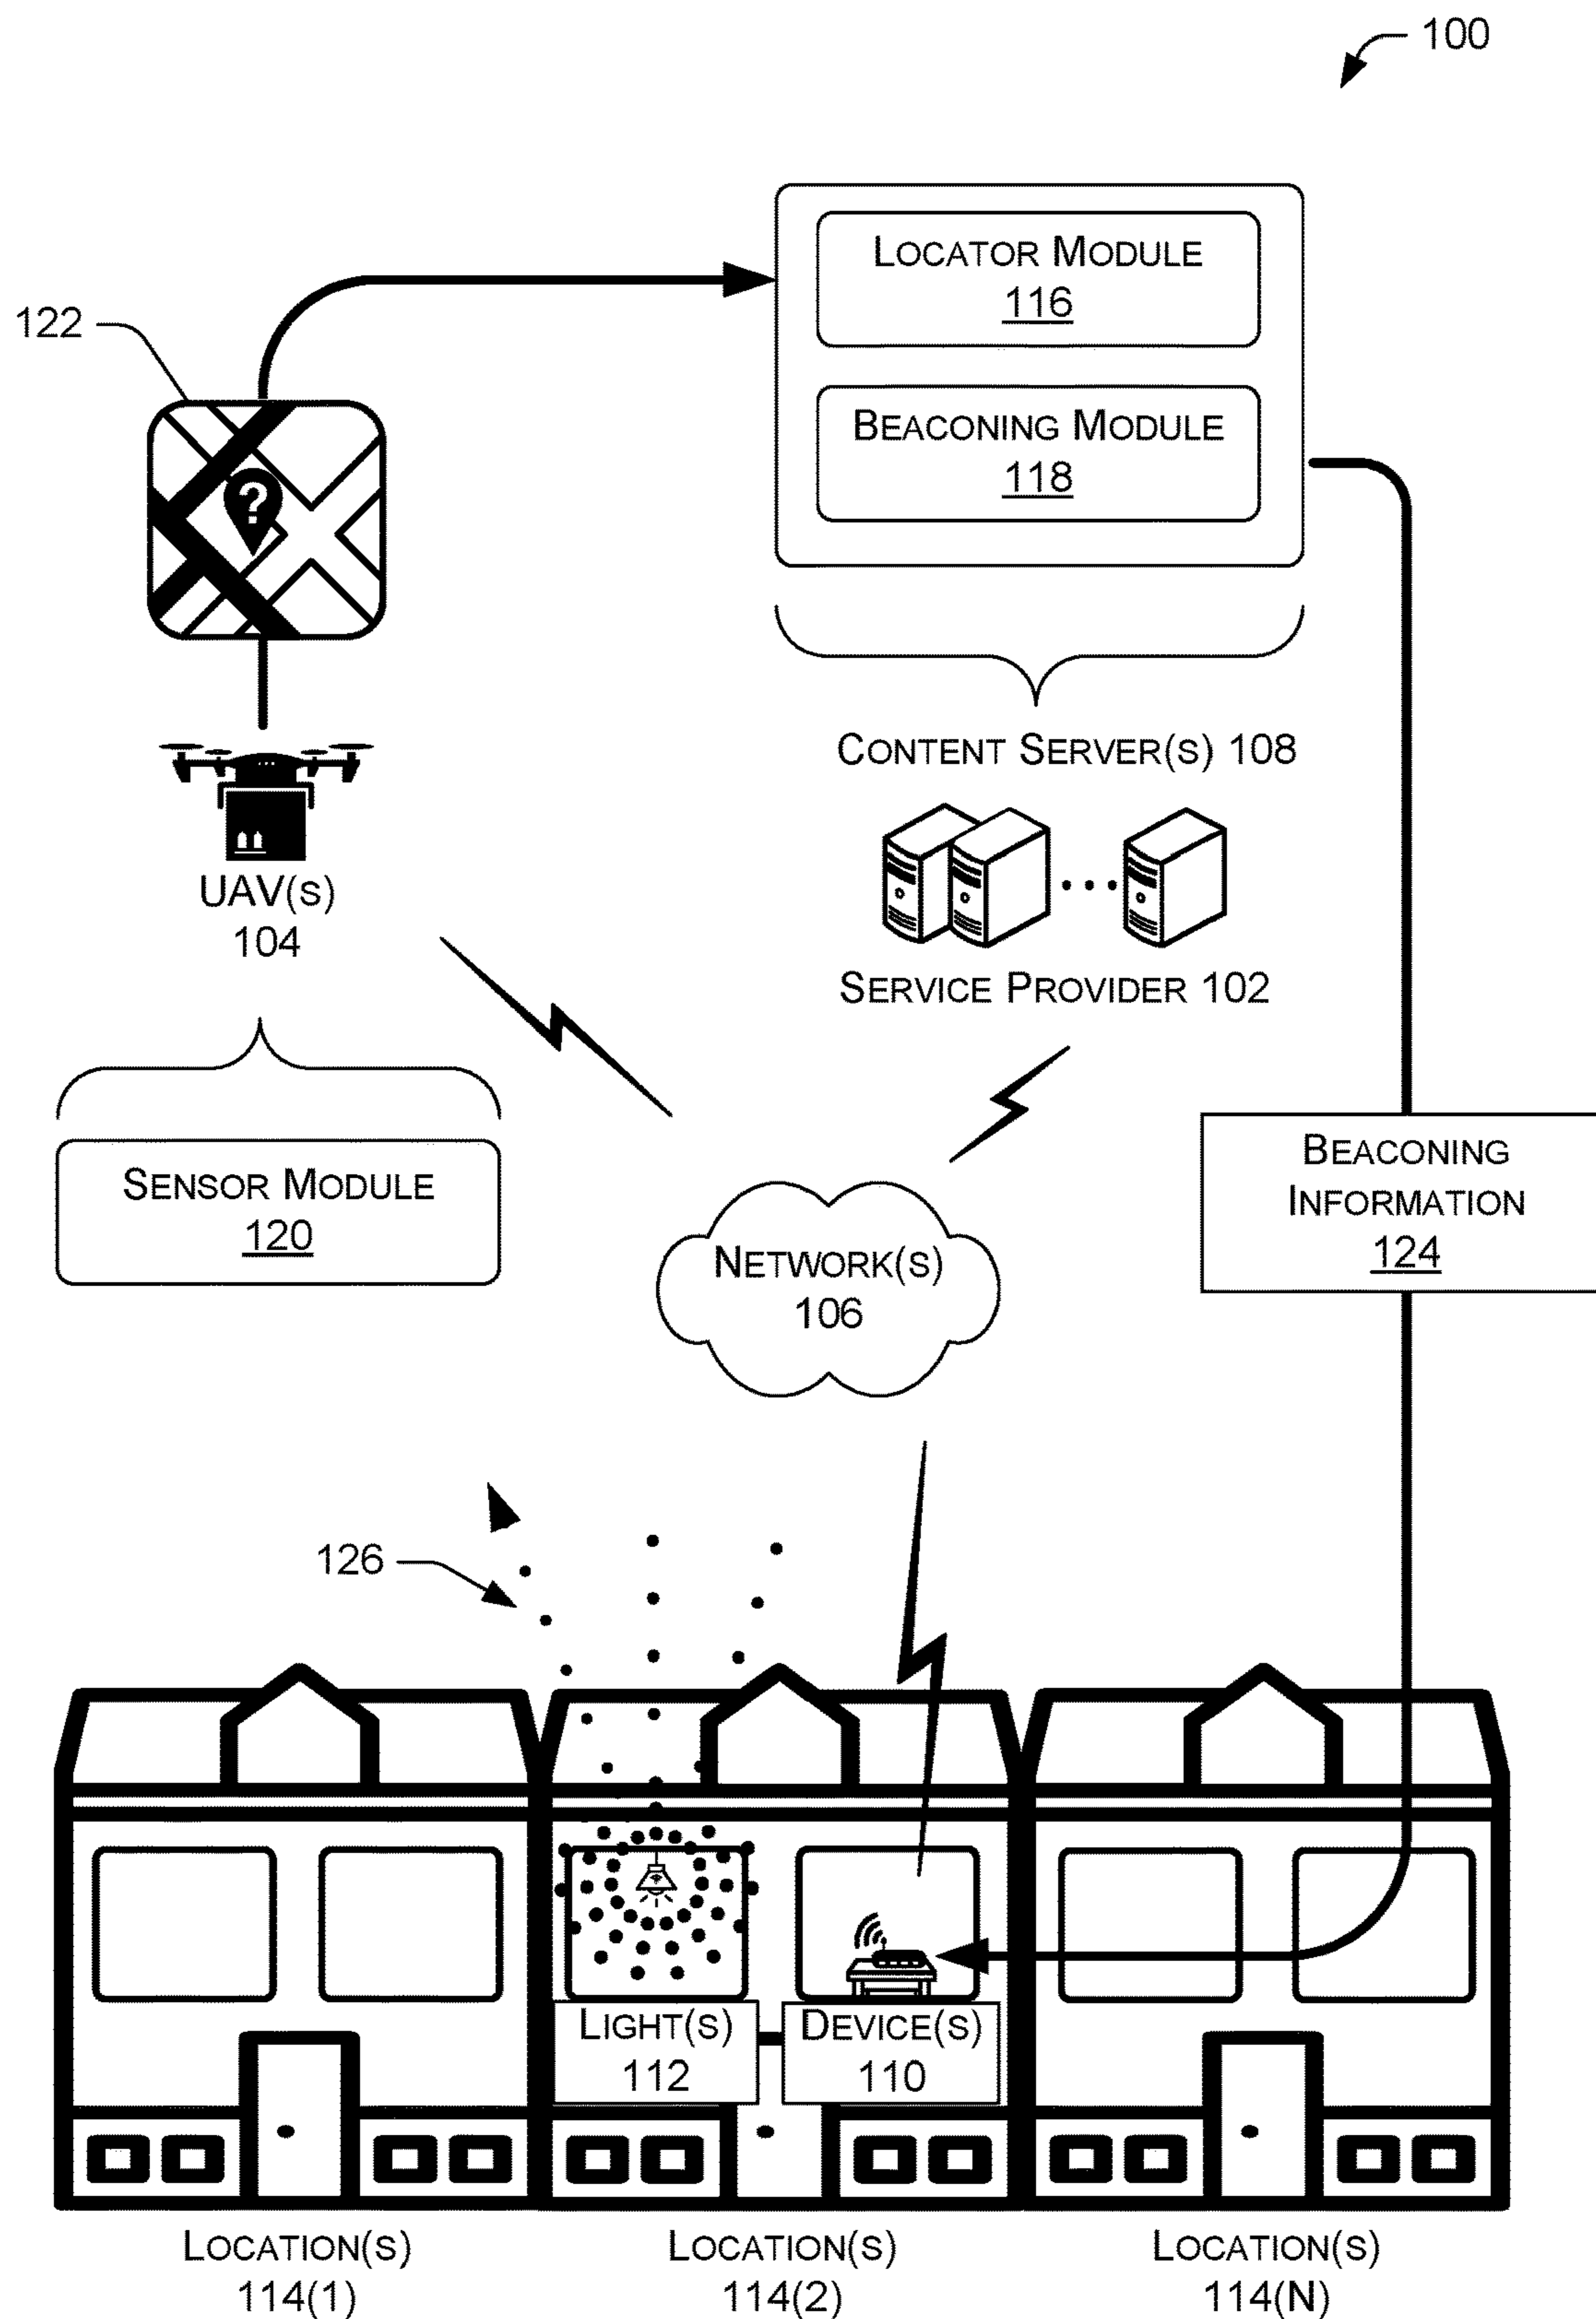 100
LOCATOR MODULE
116
122
BEACONING MODULE
118
?
CONTENT SERVER(S) 108
UAV(S)
104
SERVICE PROVIDER 102
BEACONING
INFORMATION
124
SENSOR MODULE
120
NETWORK(S)
106
126
LIGHT(S)
112
DEVICE(S)
110
LOCATION(S)
114(1)
LOCATION(S)
114(2)
LOCATION(S)
114(N)